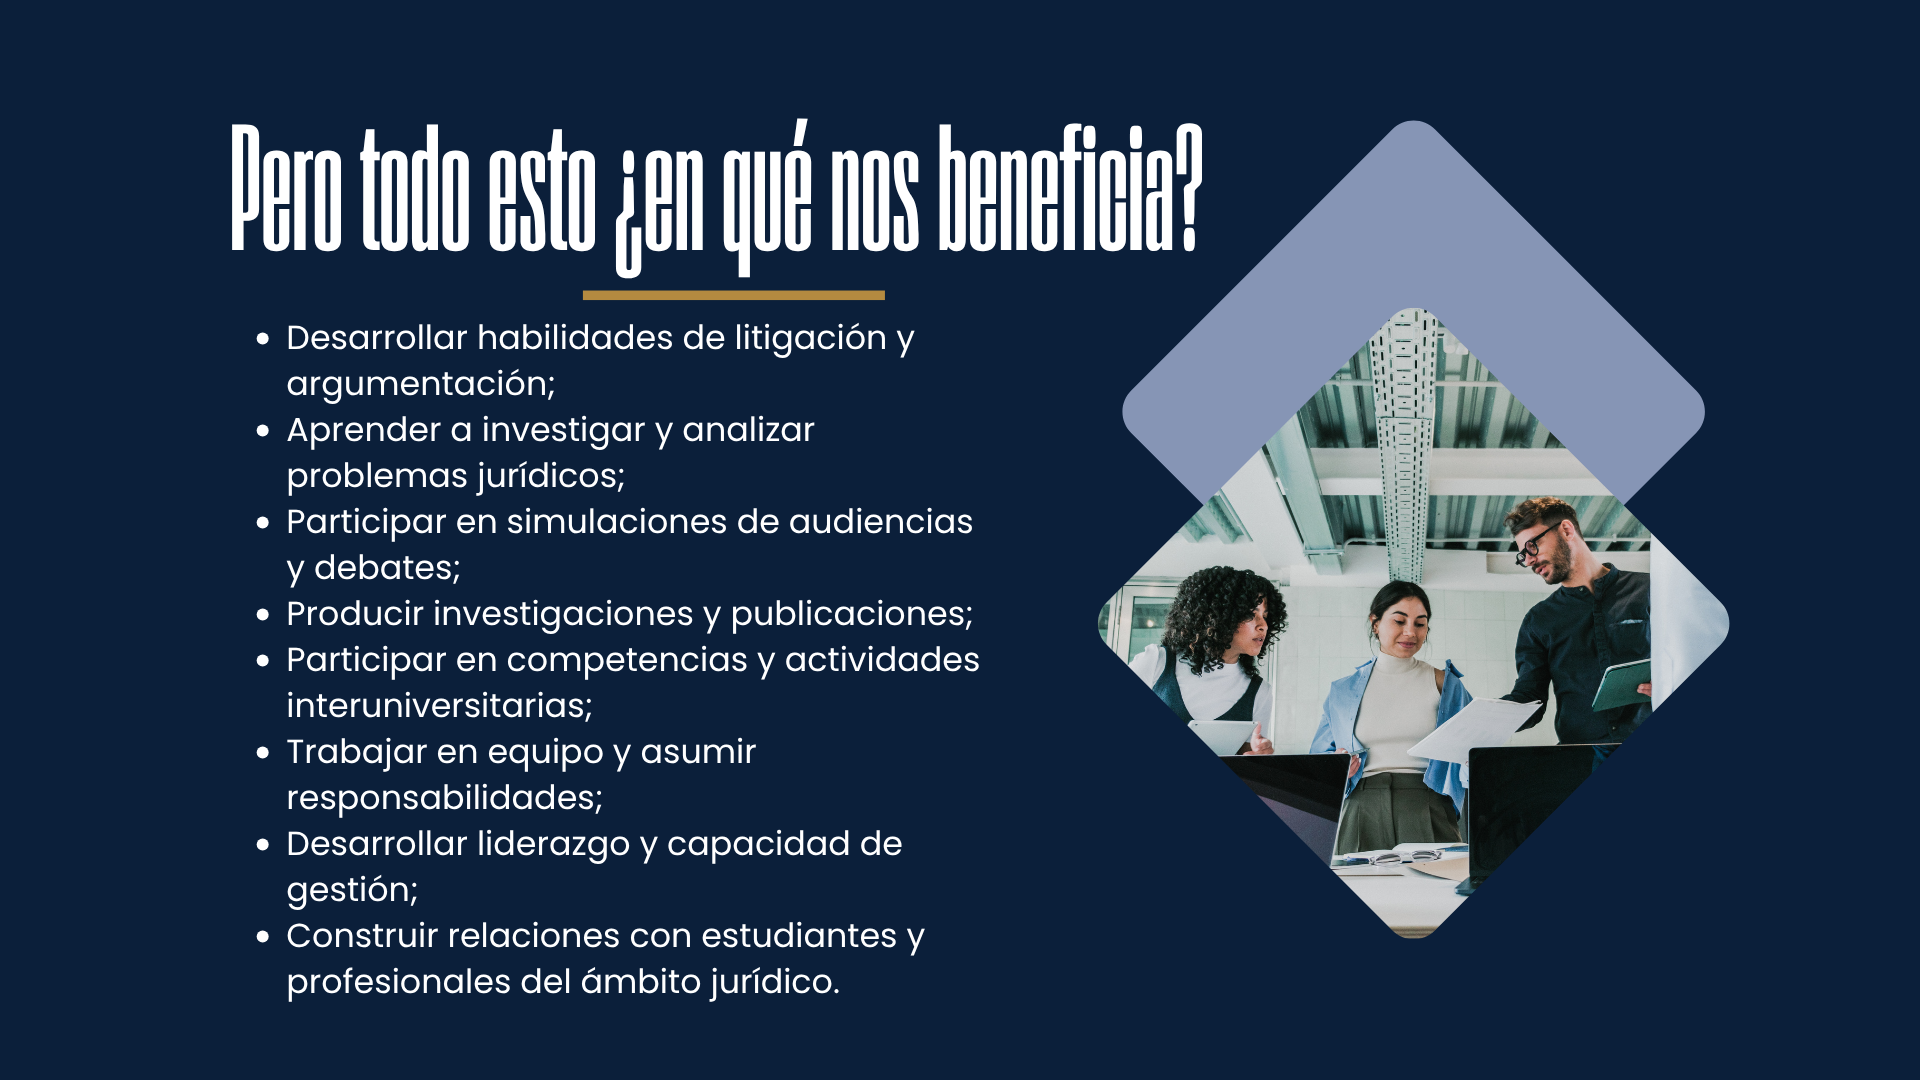 Pero todo esto ¿en qué nos beneficia?
• Desarrollar habilidades de litigación y
argumentación;
• Aprender a investigar y analizar
problemas jurídicos;
• Participar en simulaciones de audiencias
y debates;
• Producir investigaciones y publicaciones;
• Participar en competencias y actividades
interuniversitarias;
• Trabajar en equipo y asumir
responsabilidades;
• Desarrollar liderazgo y capacidad de
gestión;
• Construir relaciones con estudiantes y
profesionales del ámbito jurídico.